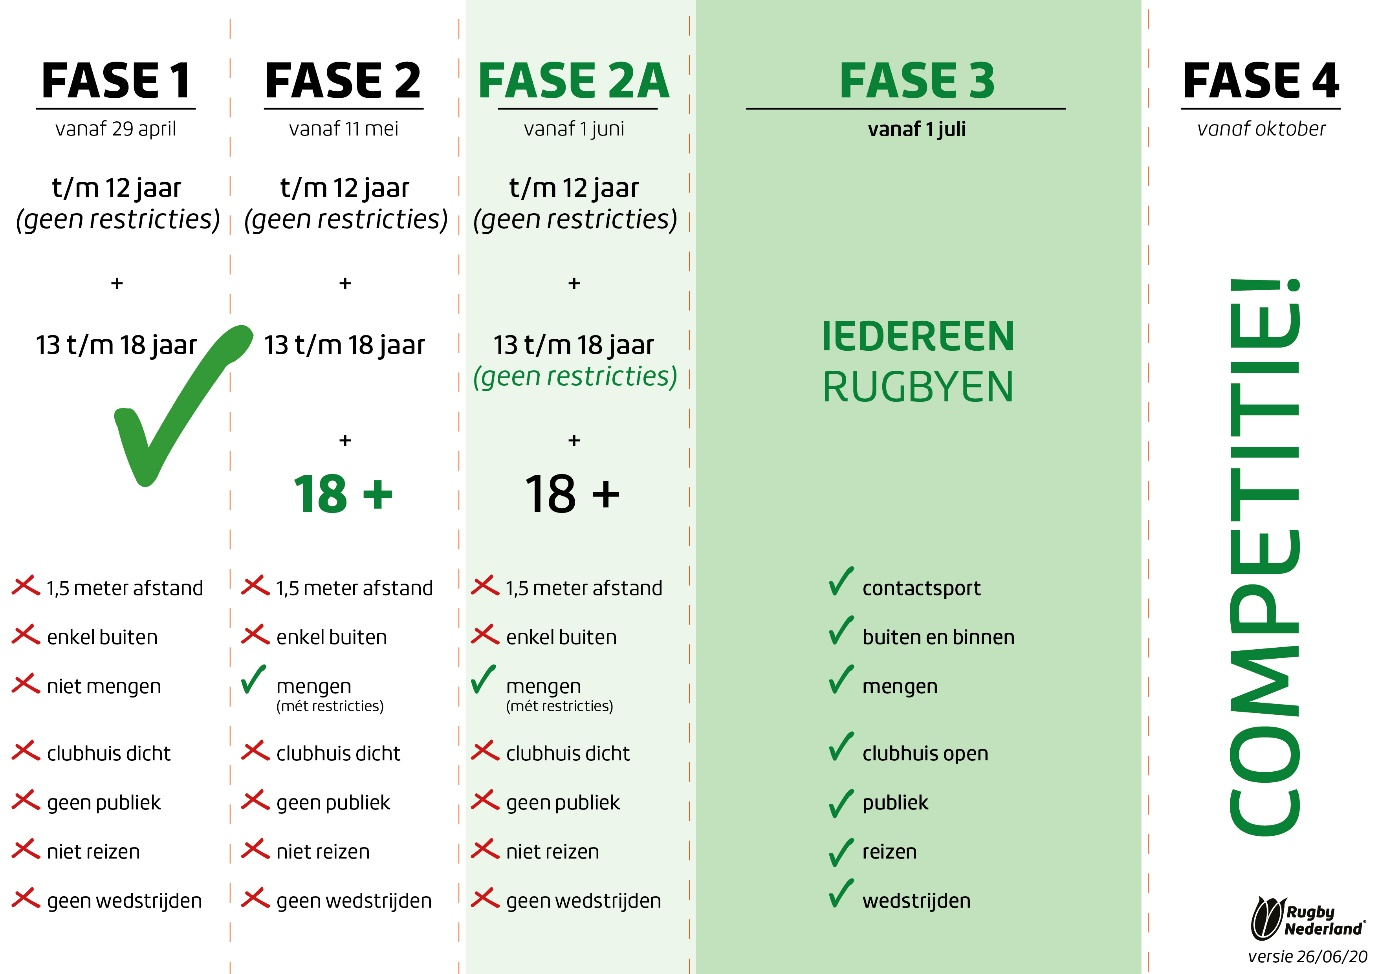 FASE 1
vanaf 29 april
t/m 12 jaar
(geen restricties)
+
13 t/m 18 jaar
1,5 meter afstand
enkel buiten
niet mengen
clubhuis dicht
geen publiek
niet reizen
geen wedstrijden
FASE 2
vanaf 11 mei
t/m 12 jaar
(geen restricties)
+
13 t/m 18 jaar
+
18 +
1,5 meter afstand
enkel buiten
mengen
(mét restricties)
clubhuis dicht
geen publiek
niet reizen
geen wedstrijden
FASE 2A
vanaf 1 juni
t/m 12 jaar
(geen restricties)
+
13 t/m 18 jaar
(geen restricties)
+
18 +
1,5 meter afstand
enkel buiten
mengen
(mét restricties)
clubhuis dicht
geen publiek
niet reizen
geen wedstrijden
FASE 3
vanaf 1 juli
IEDEREEN
RUGBYEN
contactsport
buiten en binnen
mengen
clubhuis open
publiek
reizen
wedstrijden
FASE 4
vanaf oktober
COMPETITIE!
Rugby
Nederland
versie 26/06/20